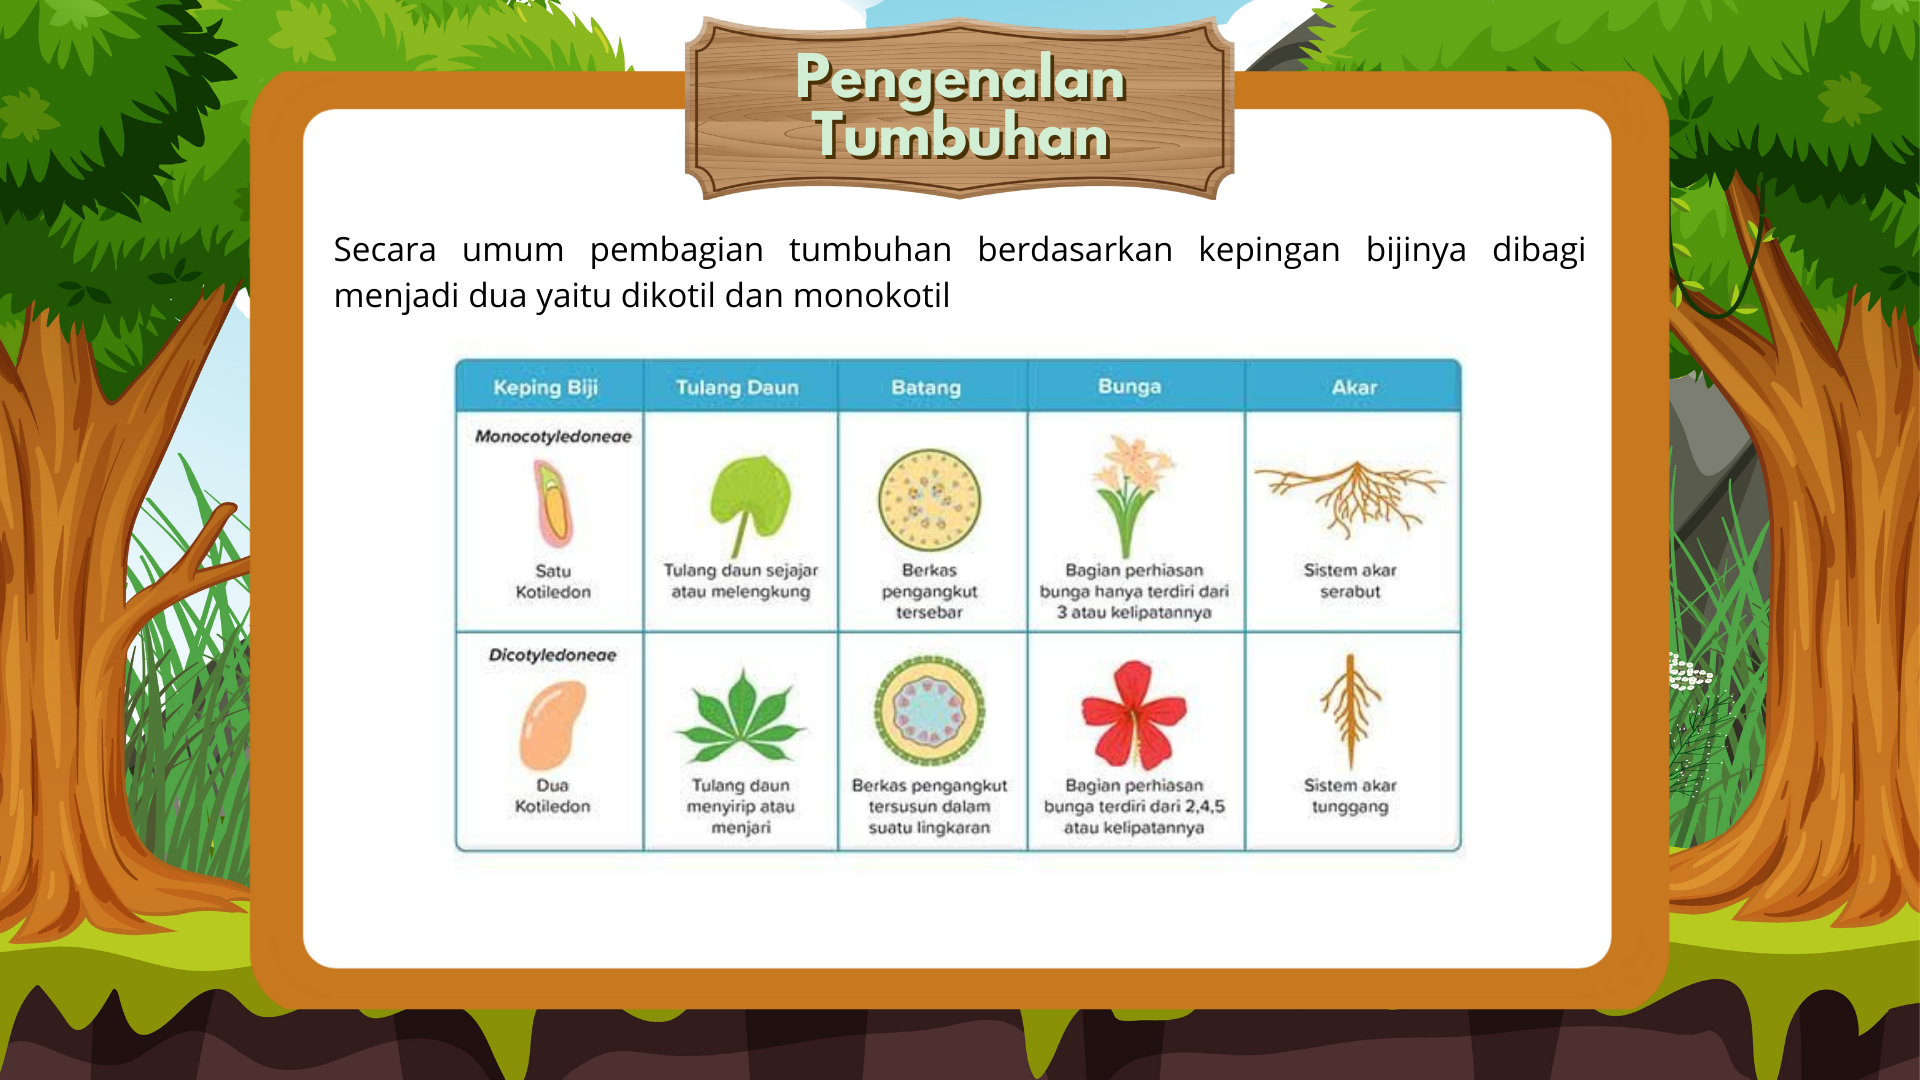 Pengenalan
Tumbuhan
Secara umum pembagian tumbuhan berdasarkan kepingan bijinya dibagi
menjadi dua yaitu dikotil dan monokotil
Keping Biji
Tulang Daun
Batang
Bunga
Akar
Monocotyledoneae
Satu
Kotiledon
Tulang daun sejajar
atau melengkung
Berkas
pengangkut
tersebar
Bagian perhiasan
bunga hanya terdiri dari
3 atau kelipatannya
Sistem akar
serabut
Dicotyledoneae
Dua
Kotiledon
Tulang daun
menyirip atau
menjari
Berkas pengangkut
tersusun dalam
suatu lingkaran
Bagian perhiasan
bunga terdiri dari 2,4,5
atau kelipatannya
Sistem akar
tunggang